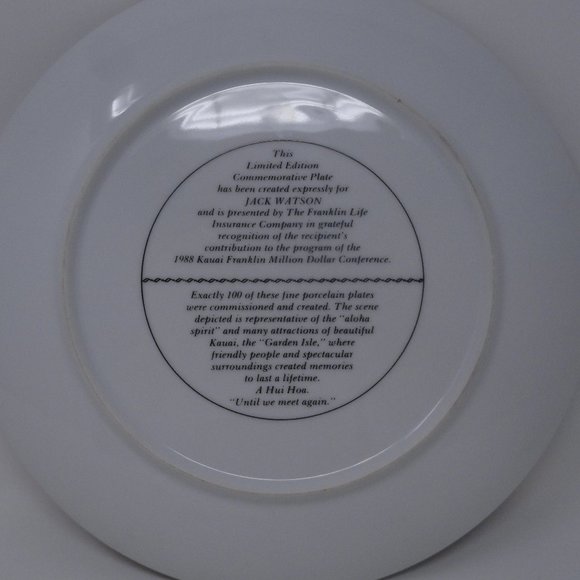 This
Limited Edition
Commemorative Plate
has been created expressly for
JACK WATSON
and is presented by The Franklin Life
Insurance Company in grateful
recognition of the recipient's
contribution to the program of the
1988 Kauai Franklin Million Dollar Conference.
Exactly 100 of these fine porcelain plates
were commissioned and created. The scene
depicted is representative of the "aloha
spirit" and many attractions of beautiful
Kauai, the "Garden Isle," where
friendly people and spectacular
surroundings created memories
to last a lifetime.
A Hui Hoa.
"Until we meet again."